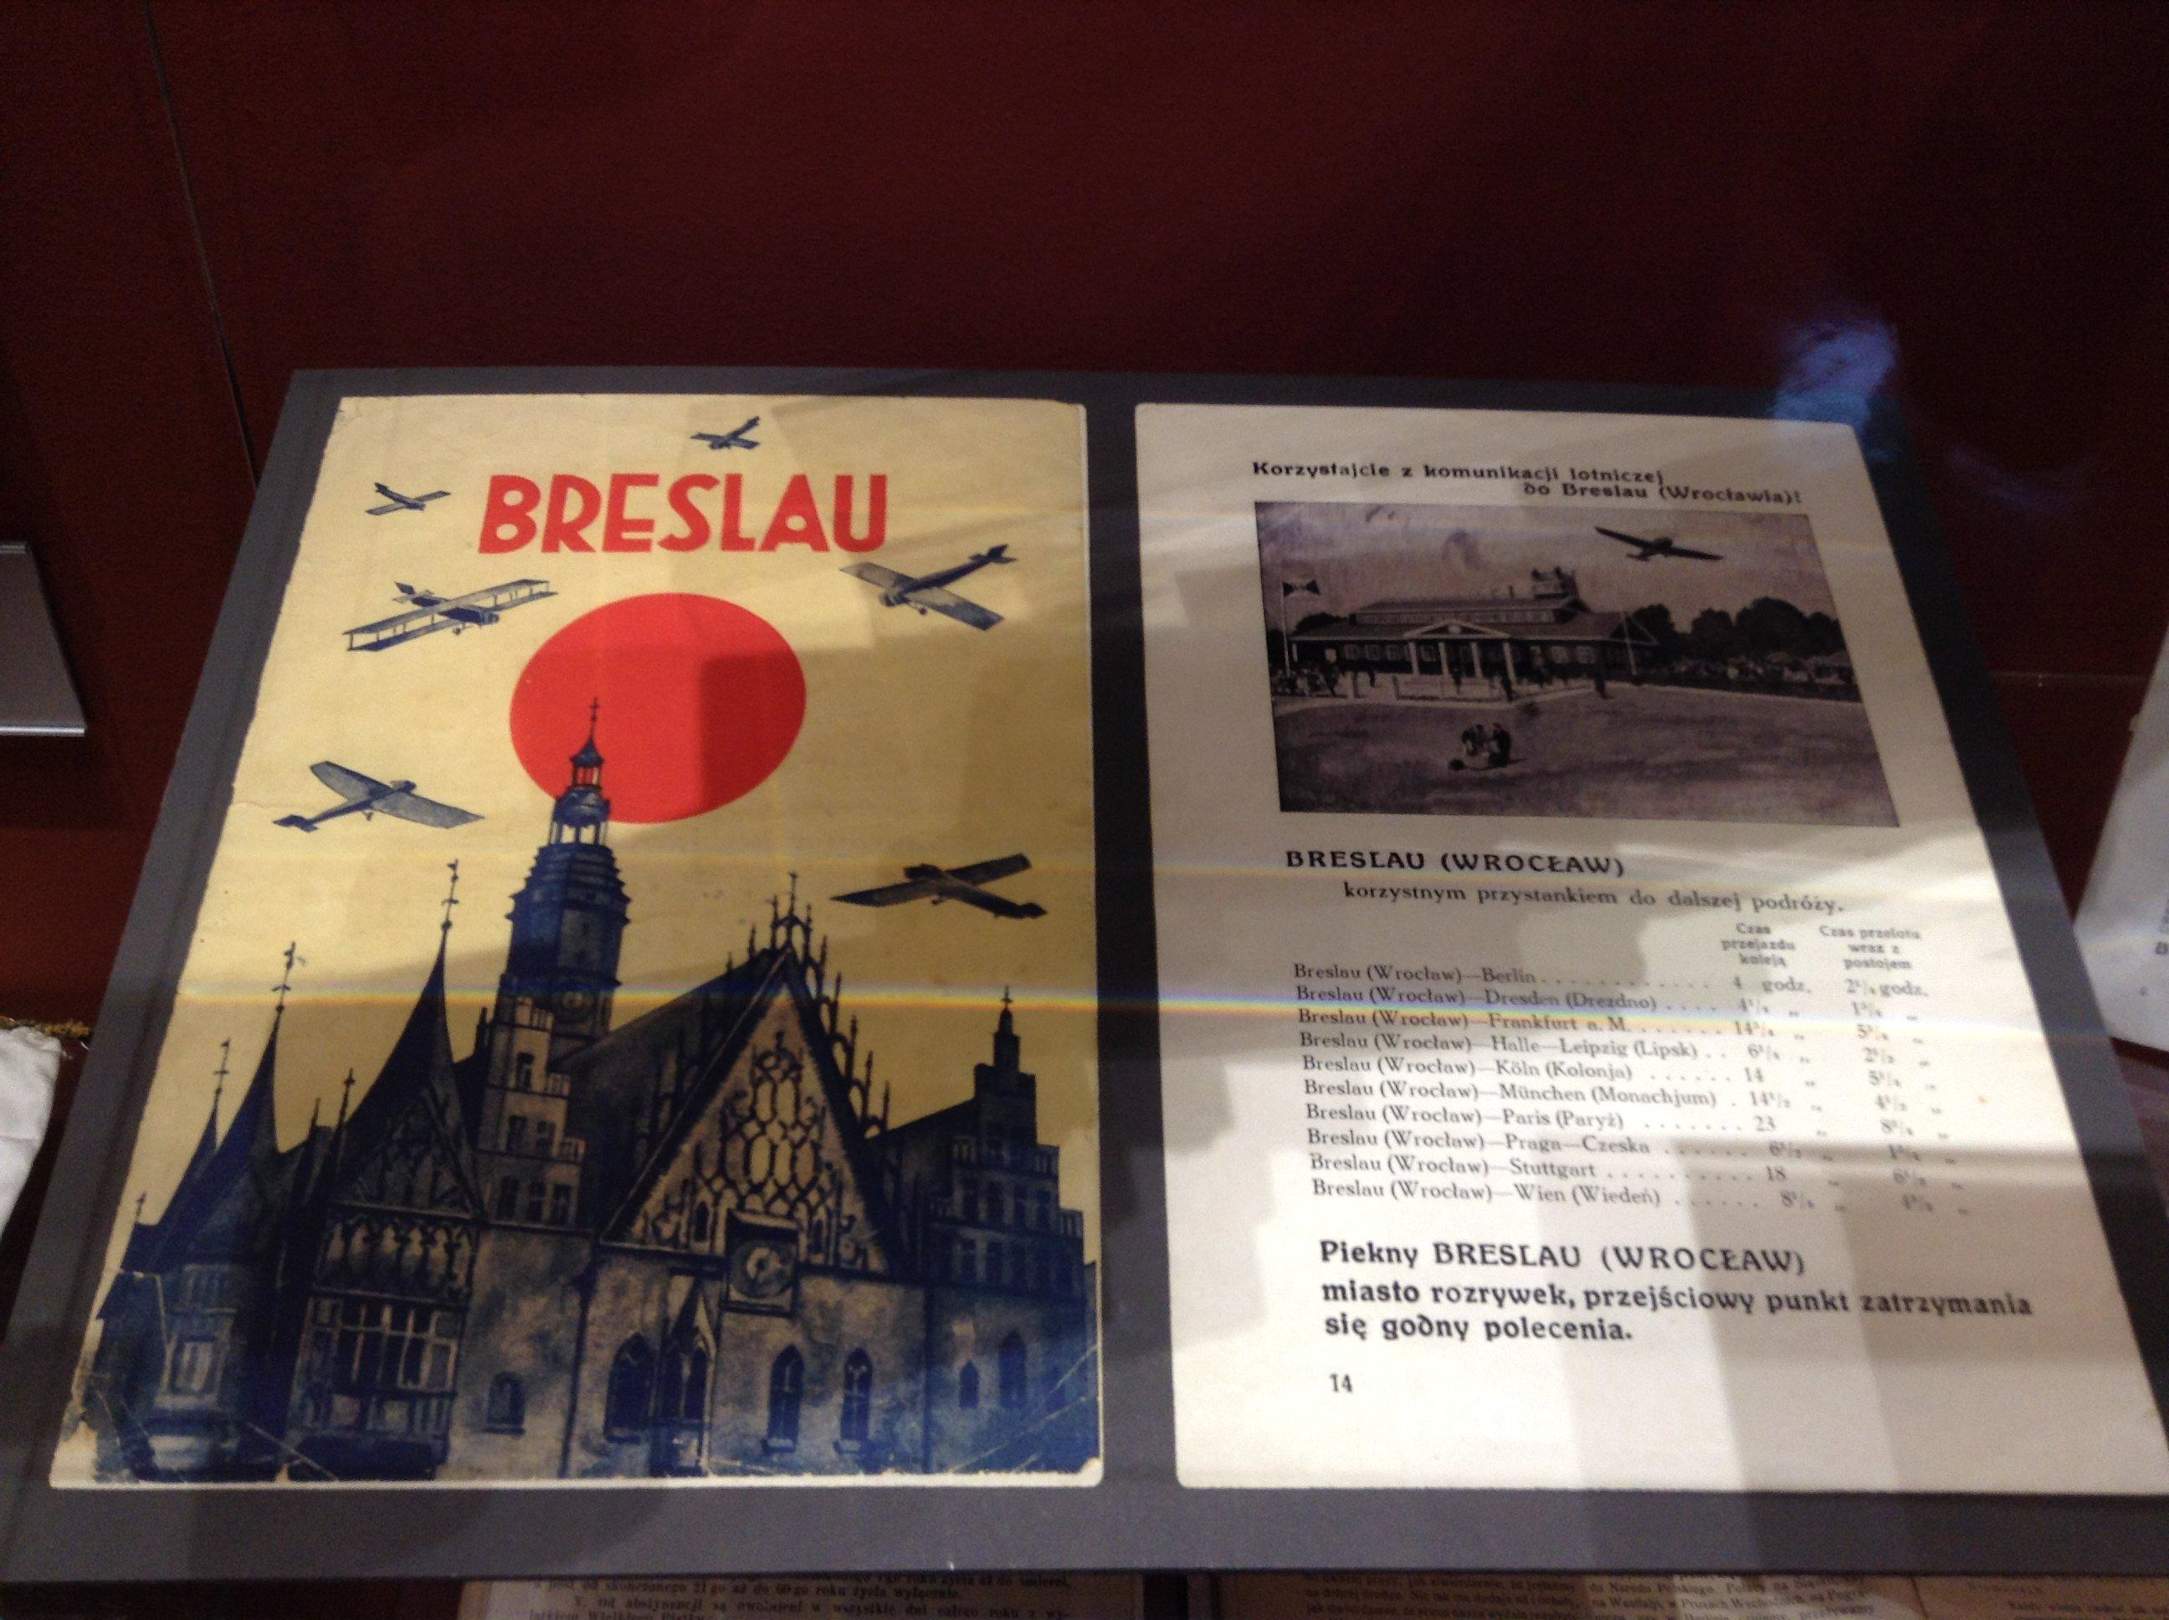 BRESLAU
Korzystajcie z komunikacji lotniczej
do Breslau (Wrocławia)!
BRESLAU (WROCŁAW)
korzystnym przystankiem do dalszej podróży.
Czas przejazdu koleją
Czas przelotu wraz z postojem
Breslau (Wrocław)—Berlin . . . . . . . . . . . . 4 godz. 2¼ godz.
Breslau (Wrocław)—Dresden (Drezdno) . . . .
Breslau (Wrocław)—Frankfurt a. M. . . . . . .
Breslau (Wrocław)—Halle—Leipzig (Lipsk) . .
Breslau (Wrocław)—Köln (Kolonja) . . . . . . 14 „
Breslau (Wrocław)—München (Monachjum) . 14½ „ 4½ „
Breslau (Wrocław)—Paris (Paryż) . . . . . . . 23 „
Breslau (Wrocław)—Praga—Czeska . . . . . .
Breslau (Wrocław)—Stuttgart . . . . . . . . . . 18 „
Breslau (Wrocław)—Wien (Wiedeń) . . . . . .
Piekny BRESLAU (WROCŁAW)
miasto rozrywek, przejściowy punkt zatrzymania
się godny polecenia.
14